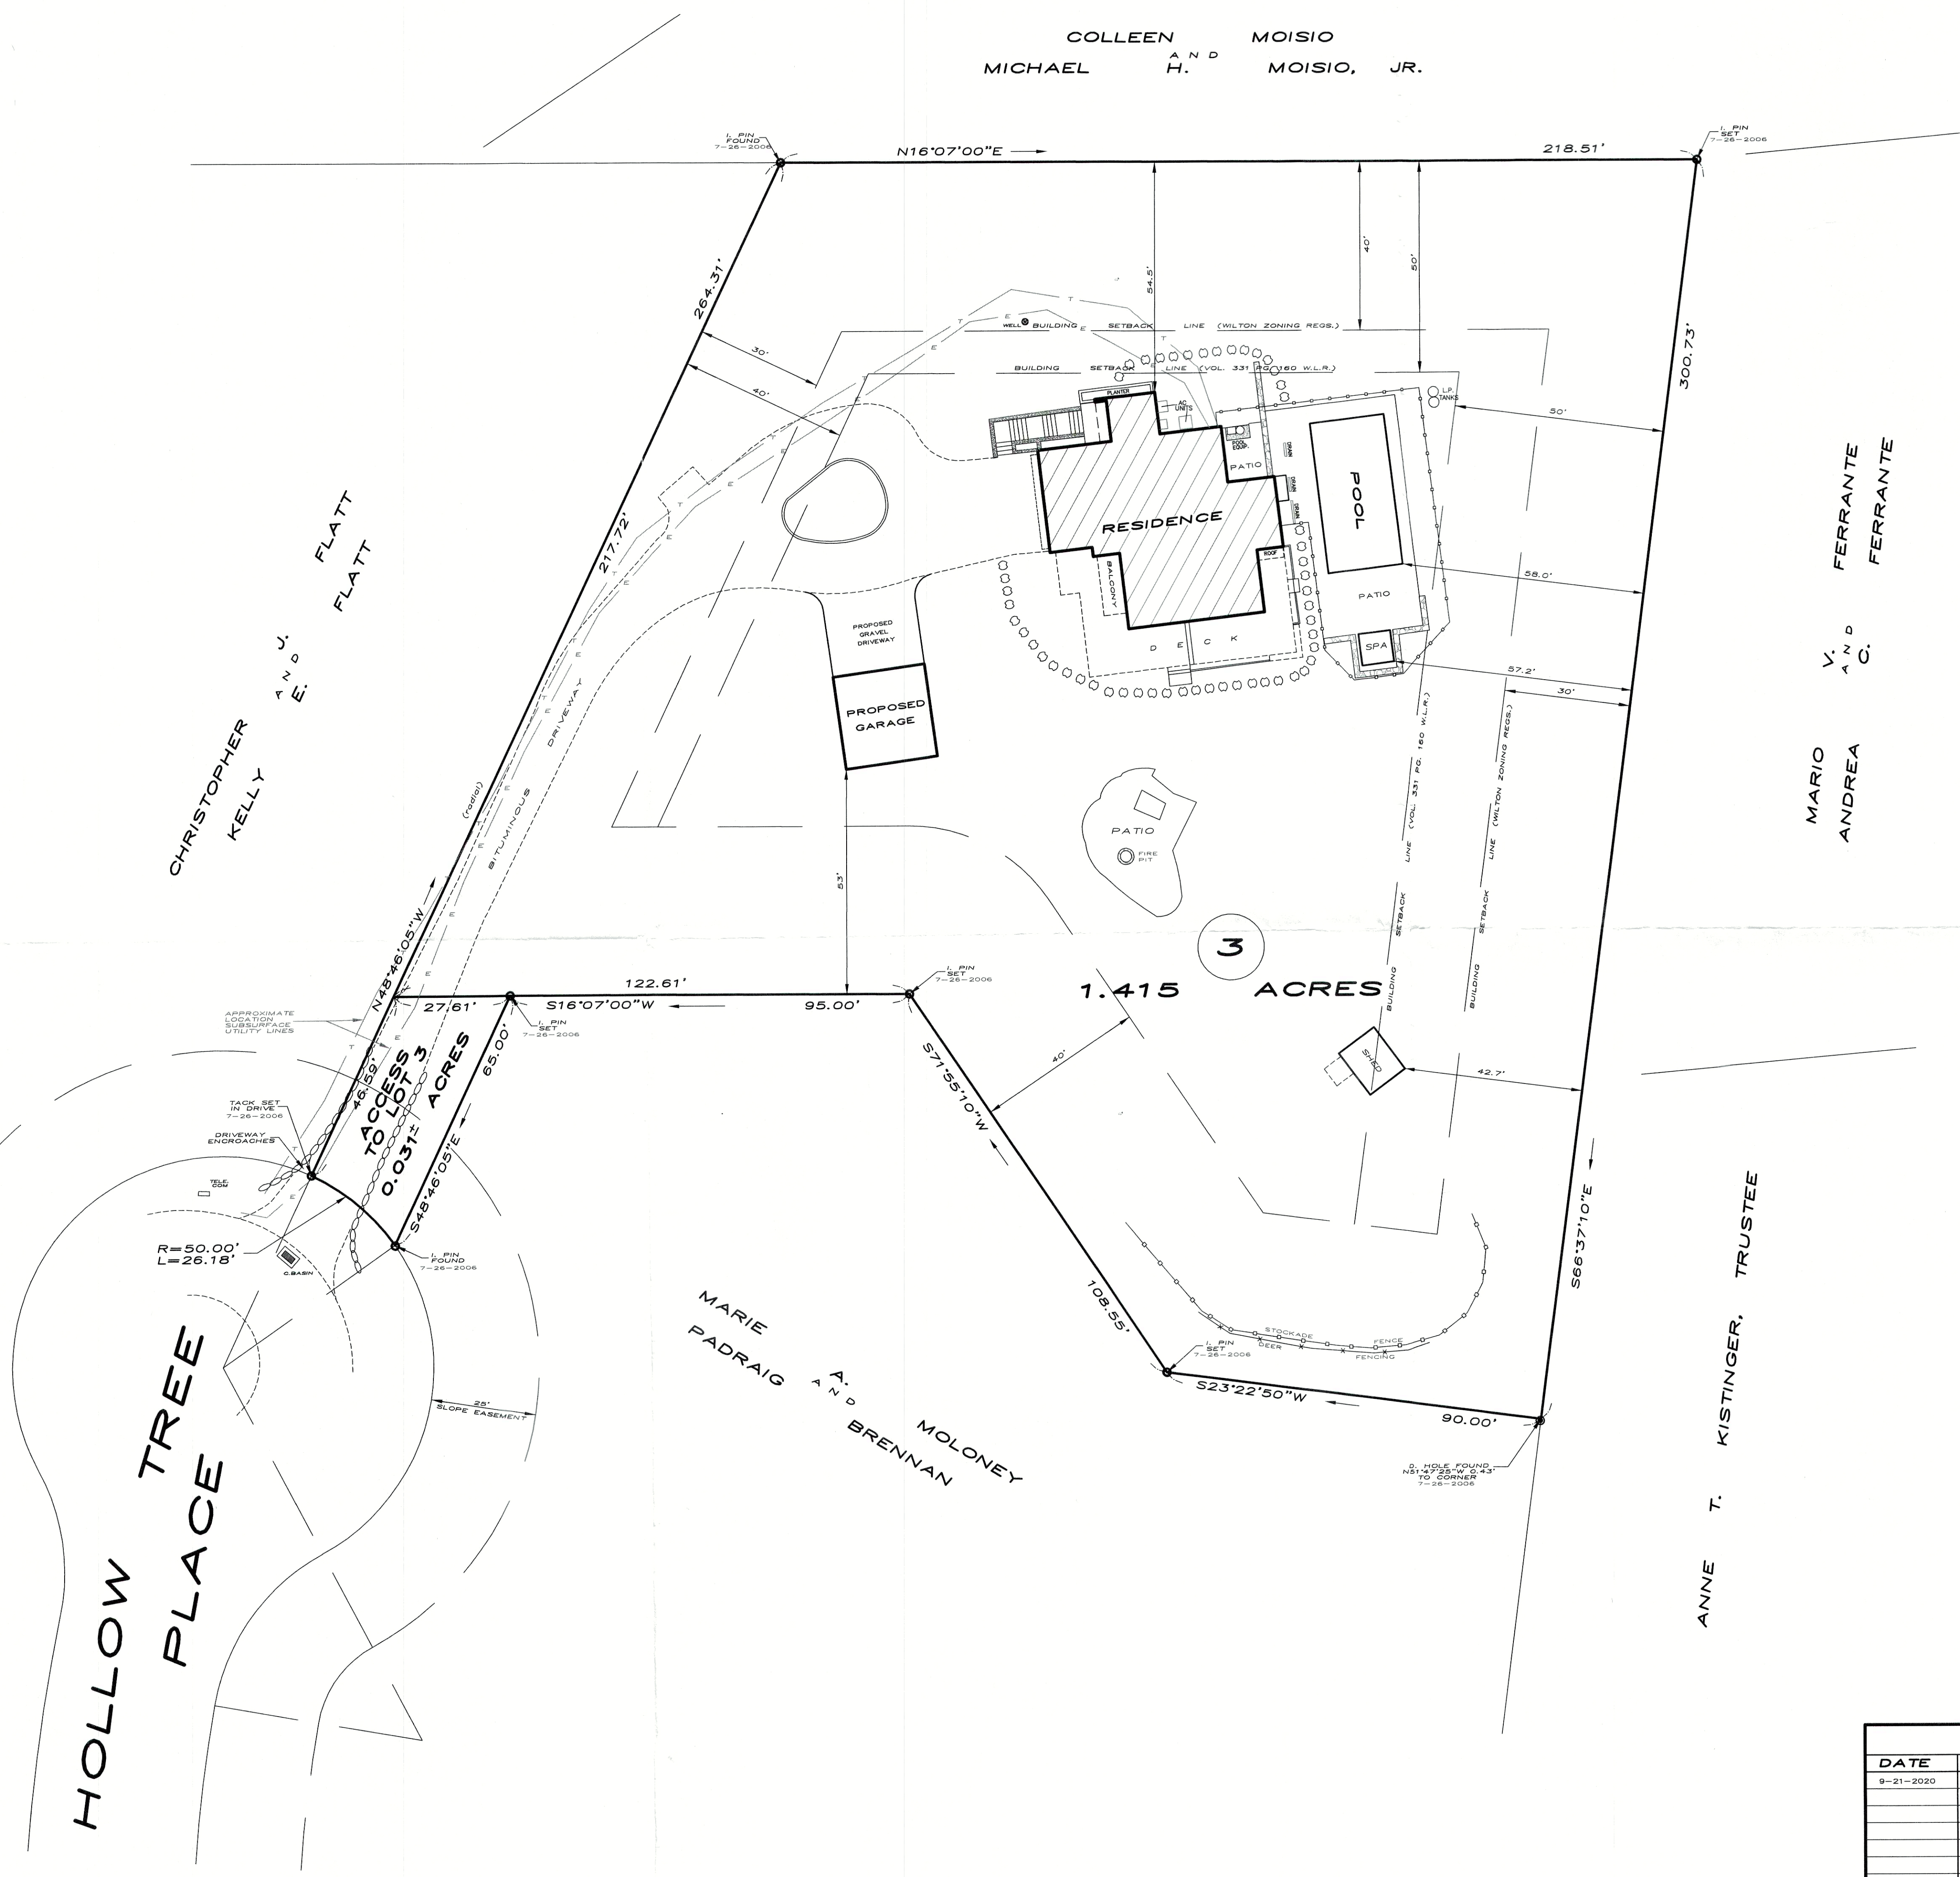 COLLEEN MOISIO
AND
MICHAEL H. MOISIO, JR.
I. PIN
FOUND
7-26-2006
N16°07'00"E
218.51'
I. PIN
SET
7-26-2006
264.31'
30'
40'
54.5'
40'
50'
300.73'
WELL
BUILDING SETBACK LINE (WILTON ZONING REGS.)
BUILDING SETBACK LINE (VOL. 331 PG. 160 W.L.R.)
PLANTER
AC
UNITS
L.P.
TANKS
50'
POOL
EQUIP.
PATIO
DRAIN
DRAIN
DRAIN
POOL
RESIDENCE
ROOF
BALCONY
58.0'
PATIO
DECK
SPA
57.2'
30'
CHRISTOPHER J. FLATT
AND
KELLY E. FLATT
217.72'
(radial)
BITUMINOUS DRIVEWAY
PROPOSED
GRAVEL
DRIVEWAY
PROPOSED
GARAGE
53'
MARIO V. FERRANTE
AND
ANDREA C. FERRANTE
BUILDING SETBACK LINE (VOL. 331 PG. 160 W.L.R.)
BUILDING SETBACK LINE (WILTON ZONING REGS.)
PATIO
FIRE
PIT
3
1.415 ACRES
N48°46'05"W
122.61'
27.61'
S16°07'00"W
95.00'
I. PIN
SET
7-26-2006
I. PIN
SET
7-26-2006
APPROXIMATE
LOCATION
SUBSURFACE
UTILITY LINES
46.59'
ACCESS
TO LOT 3
0.031± ACRES
65.00'
S48°46'05"E
TACK SET
IN DRIVE
7-26-2006
DRIVEWAY
ENCROACHES
TELE.
COM
R=50.00'
L=26.18'
C.BASIN
I. PIN
FOUND
7-26-2006
S71°55'10"W
108.55'
40'
SHED
42.7'
S66°37'10"E
STOCKADE FENCE
DEER FENCING
I. PIN
SET
7-26-2006
S23°22'50"W
90.00'
D. HOLE FOUND
N51°47'25"W 0.43'
TO CORNER
7-26-2006
25'
SLOPE EASEMENT
MARIE A. MOLONEY
AND
PADRAIG BRENNAN
ANNE T. KISTINGER, TRUSTEE
HOLLOW TREE
PLACE
DATE
9-21-2020